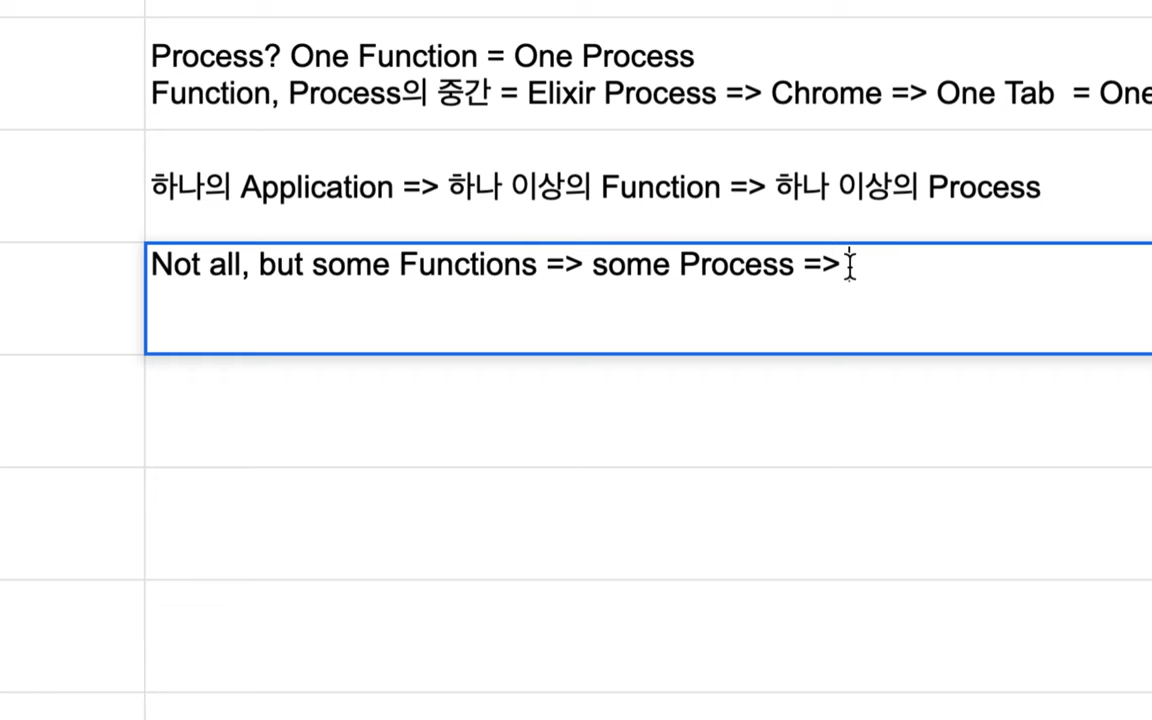 Process? One Function = One Process
Function, Process의 중간 = Elixir Process => Chrome => One Tab = One
하나의 Application => 하나 이상의 Function => 하나 이상의 Process
Not all, but some Functions => some Process =>